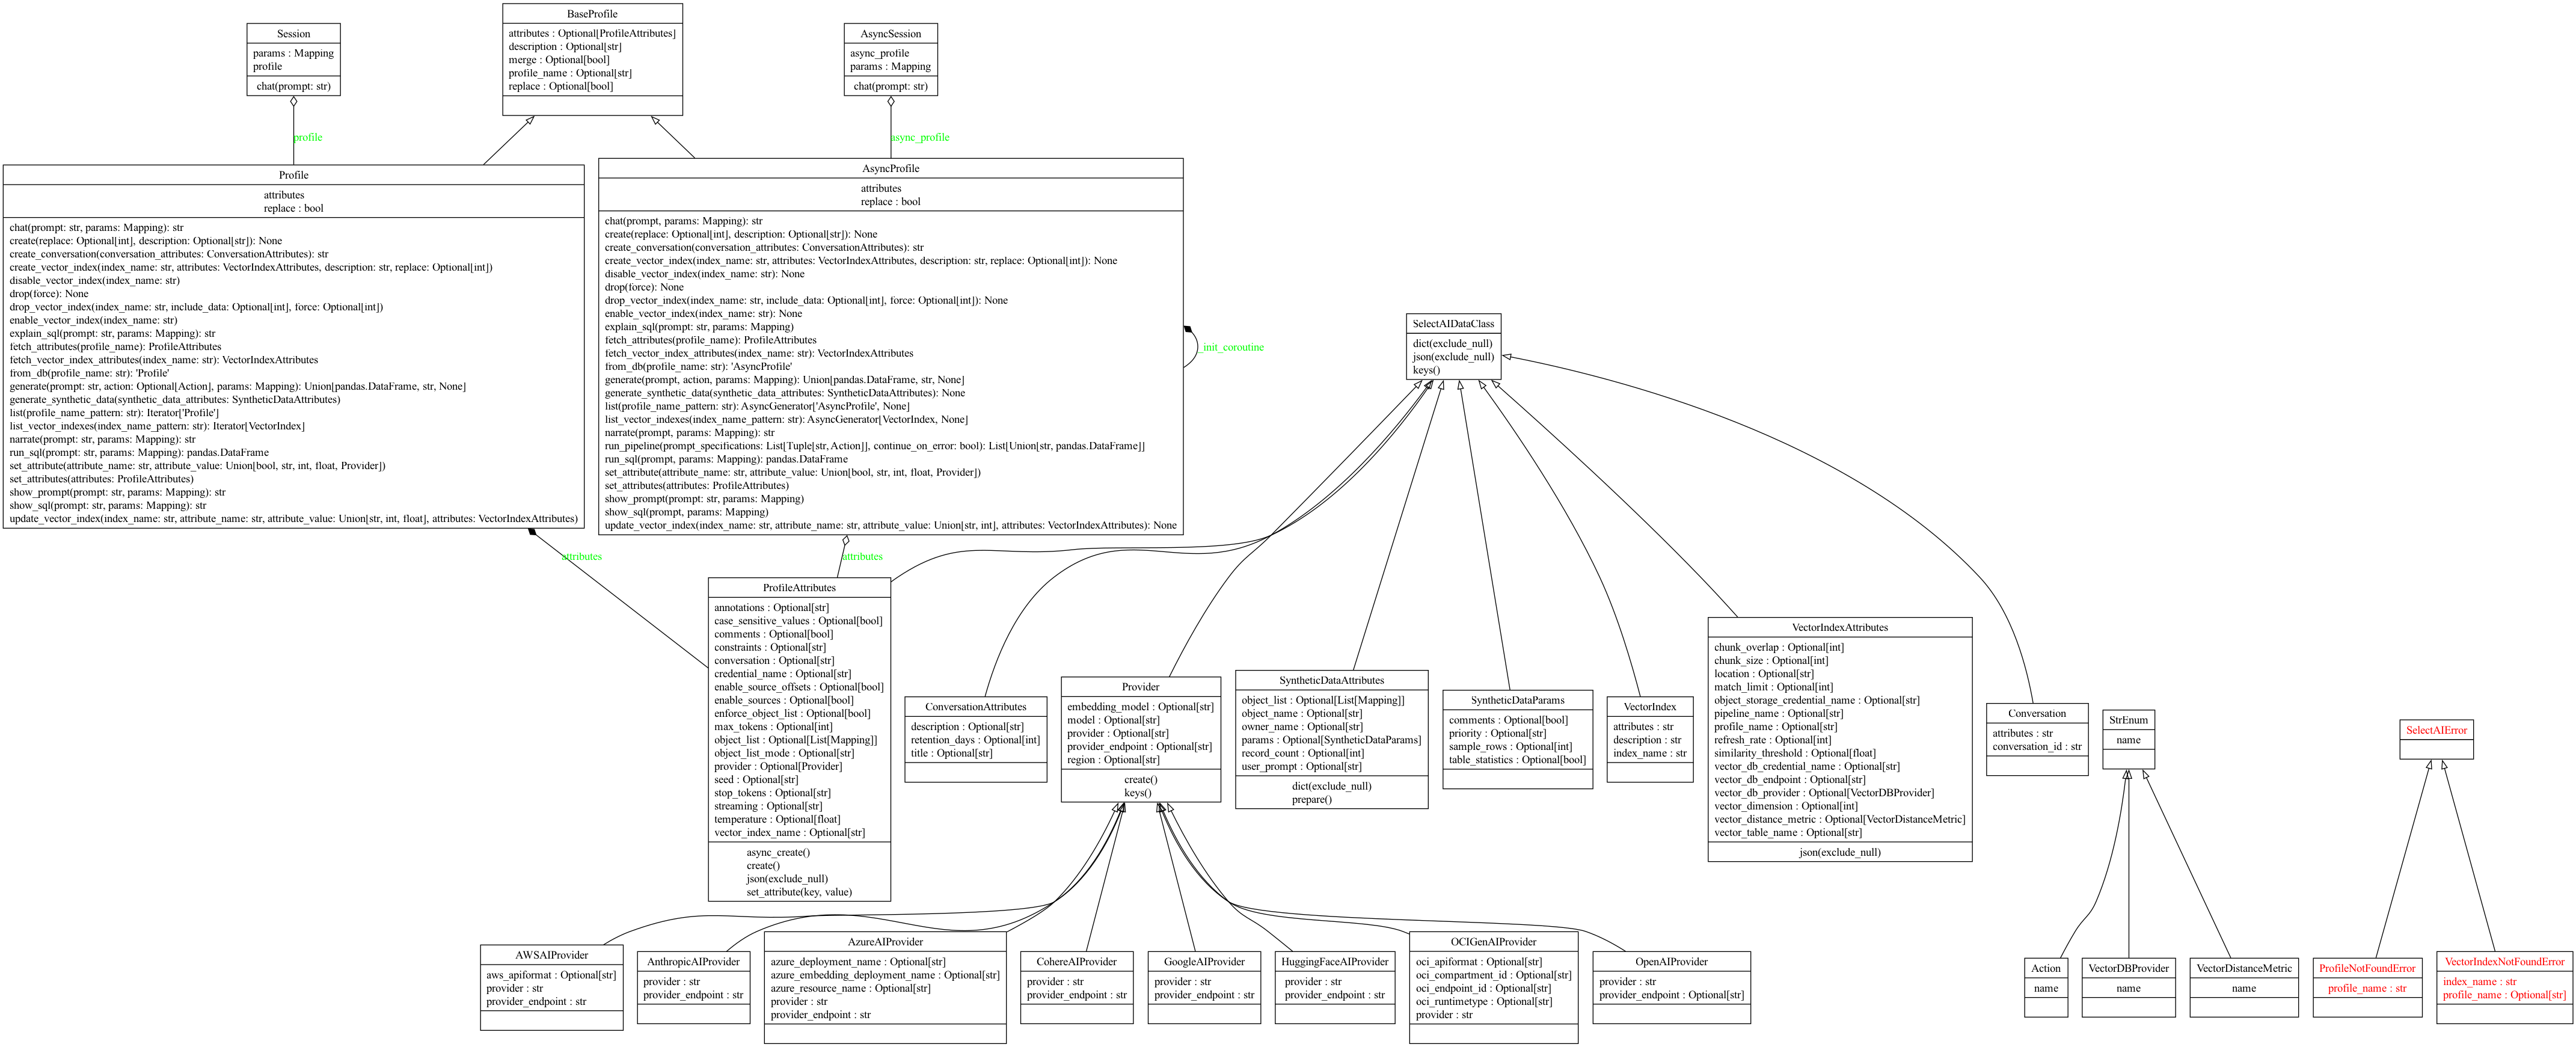 Session
params : Mapping
profile
chat(prompt: str)
BaseProfile
attributes : Optional[ProfileAttributes]
description : Optional[str]
merge : Optional[bool]
profile_name : Optional[str]
replace : Optional[bool]
AsyncSession
async_profile
params : Mapping
chat(prompt: str)
profile
async_profile
Profile
attributes
replace : bool
chat(prompt: str, params: Mapping): str
create(replace: Optional[int], description: Optional[str]): None
create_conversation(conversation_attributes: ConversationAttributes): str
create_vector_index(index_name: str, attributes: VectorIndexAttributes, description: str, replace: Optional[int])
disable_vector_index(index_name: str)
drop(force): None
drop_vector_index(index_name: str, include_data: Optional[int], force: Optional[int])
enable_vector_index(index_name: str)
explain_sql(prompt: str, params: Mapping): str
fetch_attributes(profile_name): ProfileAttributes
fetch_vector_index_attributes(index_name: str): VectorIndexAttributes
from_db(profile_name: str): 'Profile'
generate(prompt: str, action: Optional[Action], params: Mapping): Union[pandas.DataFrame, str, None]
generate_synthetic_data(synthetic_data_attributes: SyntheticDataAttributes)
list(profile_name_pattern: str): Iterator['Profile']
list_vector_indexes(index_name_pattern: str): Iterator[VectorIndex]
narrate(prompt: str, params: Mapping): str
run_sql(prompt: str, params: Mapping): pandas.DataFrame
set_attribute(attribute_name: str, attribute_value: Union[bool, str, int, float, Provider])
set_attributes(attributes: ProfileAttributes)
show_prompt(prompt: str, params: Mapping): str
show_sql(prompt: str, params: Mapping): str
update_vector_index(index_name: str, attribute_name: str, attribute_value: Union[str, int, float], attributes: VectorIndexAttributes)
AsyncProfile
attributes
replace : bool
chat(prompt, params: Mapping): str
create(replace: Optional[int], description: Optional[str]): None
create_conversation(conversation_attributes: ConversationAttributes): str
create_vector_index(index_name: str, attributes: VectorIndexAttributes, description: str, replace: Optional[int]): None
disable_vector_index(index_name: str): None
drop(force): None
drop_vector_index(index_name: str, include_data: Optional[int], force: Optional[int]): None
enable_vector_index(index_name: str): None
explain_sql(prompt: str, params: Mapping)
fetch_attributes(profile_name): ProfileAttributes
fetch_vector_index_attributes(index_name: str): VectorIndexAttributes
from_db(profile_name: str): 'AsyncProfile'
generate(prompt, action, params: Mapping): Union[pandas.DataFrame, str, None]
generate_synthetic_data(synthetic_data_attributes: SyntheticDataAttributes): None
list(profile_name_pattern: str): AsyncGenerator['AsyncProfile', None]
list_vector_indexes(index_name_pattern: str): AsyncGenerator[VectorIndex, None]
narrate(prompt, params: Mapping): str
run_pipeline(prompt_specifications: List[Tuple[str, Action]], continue_on_error: bool): List[Union[str, pandas.DataFrame]]
run_sql(prompt, params: Mapping): pandas.DataFrame
set_attribute(attribute_name: str, attribute_value: Union[bool, str, int, float, Provider])
set_attributes(attributes: ProfileAttributes)
show_prompt(prompt: str, params: Mapping)
show_sql(prompt, params: Mapping)
update_vector_index(index_name: str, attribute_name: str, attribute_value: Union[str, int], attributes: VectorIndexAttributes): None
_init_coroutine
SelectAIDataClass
dict(exclude_null)
json(exclude_null)
keys()
attributes
attributes
ProfileAttributes
annotations : Optional[str]
case_sensitive_values : Optional[bool]
comments : Optional[bool]
constraints : Optional[str]
conversation : Optional[str]
credential_name : Optional[str]
enable_source_offsets : Optional[bool]
enable_sources : Optional[bool]
enforce_object_list : Optional[bool]
max_tokens : Optional[int]
object_list : Optional[List[Mapping]]
object_list_mode : Optional[str]
provider : Optional[Provider]
seed : Optional[str]
stop_tokens : Optional[str]
streaming : Optional[str]
temperature : Optional[float]
vector_index_name : Optional[str]
async_create()
create()
json(exclude_null)
set_attribute(key, value)
ConversationAttributes
description : Optional[str]
retention_days : Optional[int]
title : Optional[str]
Provider
embedding_model : Optional[str]
model : Optional[str]
provider : Optional[str]
provider_endpoint : Optional[str]
region : Optional[str]
create()
keys()
SyntheticDataAttributes
object_list : Optional[List[Mapping]]
object_name : Optional[str]
owner_name : Optional[str]
params : Optional[SyntheticDataParams]
record_count : Optional[int]
user_prompt : Optional[str]
dict(exclude_null)
prepare()
SyntheticDataParams
comments : Optional[bool]
priority : Optional[str]
sample_rows : Optional[int]
table_statistics : Optional[bool]
VectorIndex
attributes : str
description : str
index_name : str
VectorIndexAttributes
chunk_overlap : Optional[int]
chunk_size : Optional[int]
location : Optional[str]
match_limit : Optional[int]
object_storage_credential_name : Optional[str]
pipeline_name : Optional[str]
profile_name : Optional[str]
refresh_rate : Optional[int]
similarity_threshold : Optional[float]
vector_db_credential_name : Optional[str]
vector_db_endpoint : Optional[str]
vector_db_provider : Optional[VectorDBProvider]
vector_dimension : Optional[int]
vector_distance_metric : Optional[VectorDistanceMetric]
vector_table_name : Optional[str]
json(exclude_null)
Conversation
attributes : str
conversation_id : str
StrEnum
name
SelectAIError
AWSAIProvider
aws_apiformat : Optional[str]
provider : str
provider_endpoint : str
AnthropicAIProvider
provider : str
provider_endpoint : str
AzureAIProvider
azure_deployment_name : Optional[str]
azure_embedding_deployment_name : Optional[str]
azure_resource_name : Optional[str]
provider : str
provider_endpoint : str
CohereAIProvider
provider : str
provider_endpoint : str
GoogleAIProvider
provider : str
provider_endpoint : str
HuggingFaceAIProvider
provider : str
provider_endpoint : str
OCIGenAIProvider
oci_apiformat : Optional[str]
oci_compartment_id : Optional[str]
oci_endpoint_id : Optional[str]
oci_runtimetype : Optional[str]
provider : str
OpenAIProvider
provider : str
provider_endpoint : Optional[str]
Action
name
VectorDBProvider
name
VectorDistanceMetric
name
ProfileNotFoundError
profile_name : str
VectorIndexNotFoundError
index_name : str
profile_name : Optional[str]